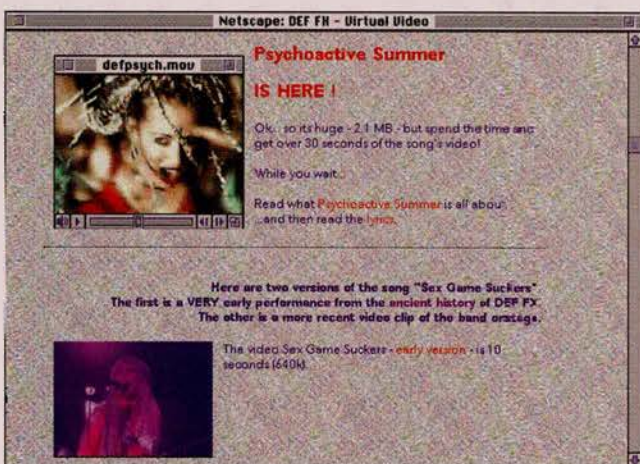 Netscape: DEF FX - Virtual Video
defpsych.mov
Psychoactive Summer
IS HERE !
Ok... so its huge - 2.1 MB - but spend the time and
get over 30 seconds of the song's video!
While you wait...
Read what Psychoactive Summer is all about.
...and then read the lyrics.
Here are two versions of the song "Sex Game Suckers"
The first is a VERY early performance from the ancient history of DEF FX.
The other is a more recent video clip of the band onstage.
The video Sex Game Suckers - early version - is 10
seconds (640k).